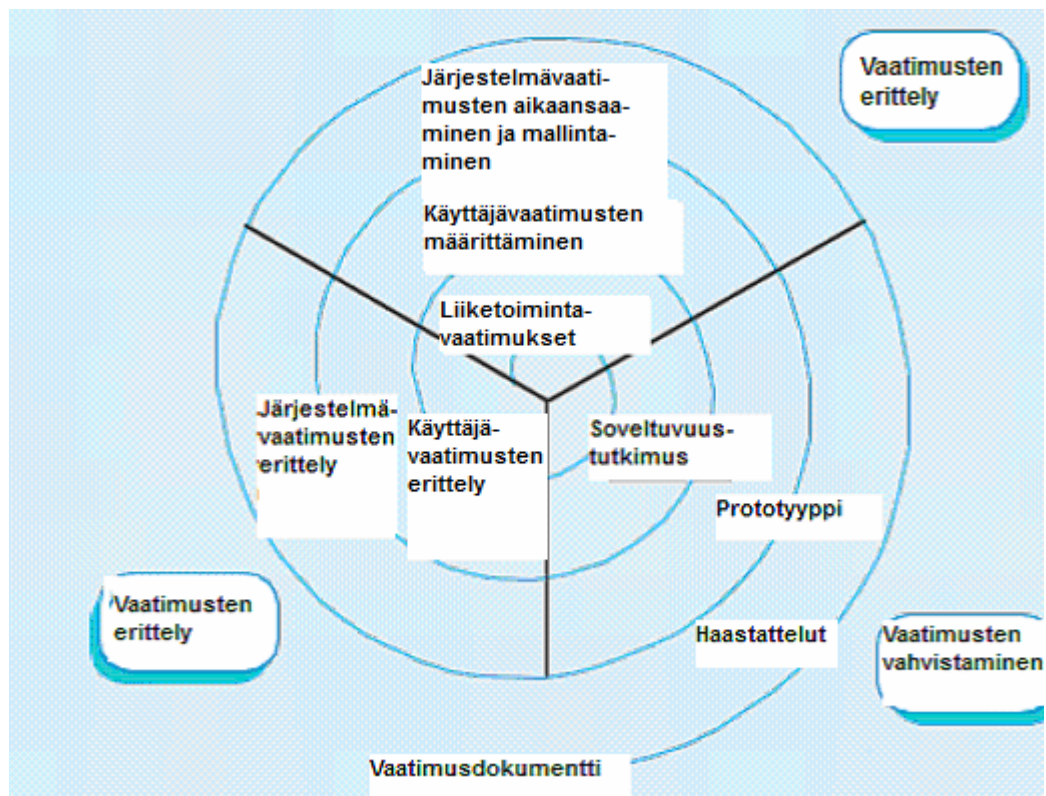 Järjestelmävaati-
musten aikaansaa-
minen ja mallinta-
minen
Vaatimusten
erittely
Käyttäjävaatimusten
määrittäminen
Liiketoiminta-
vaatimukset
Järjestelmä-
vaatimusten
erittely
Käyttäjä-
vaatimusten
erittely
Soveltuvuus-
tutkimus
Prototyyppi
Vaatimusten
erittely
Haastattelut
Vaatimusten
vahvistaminen
Vaatimusdokumentti